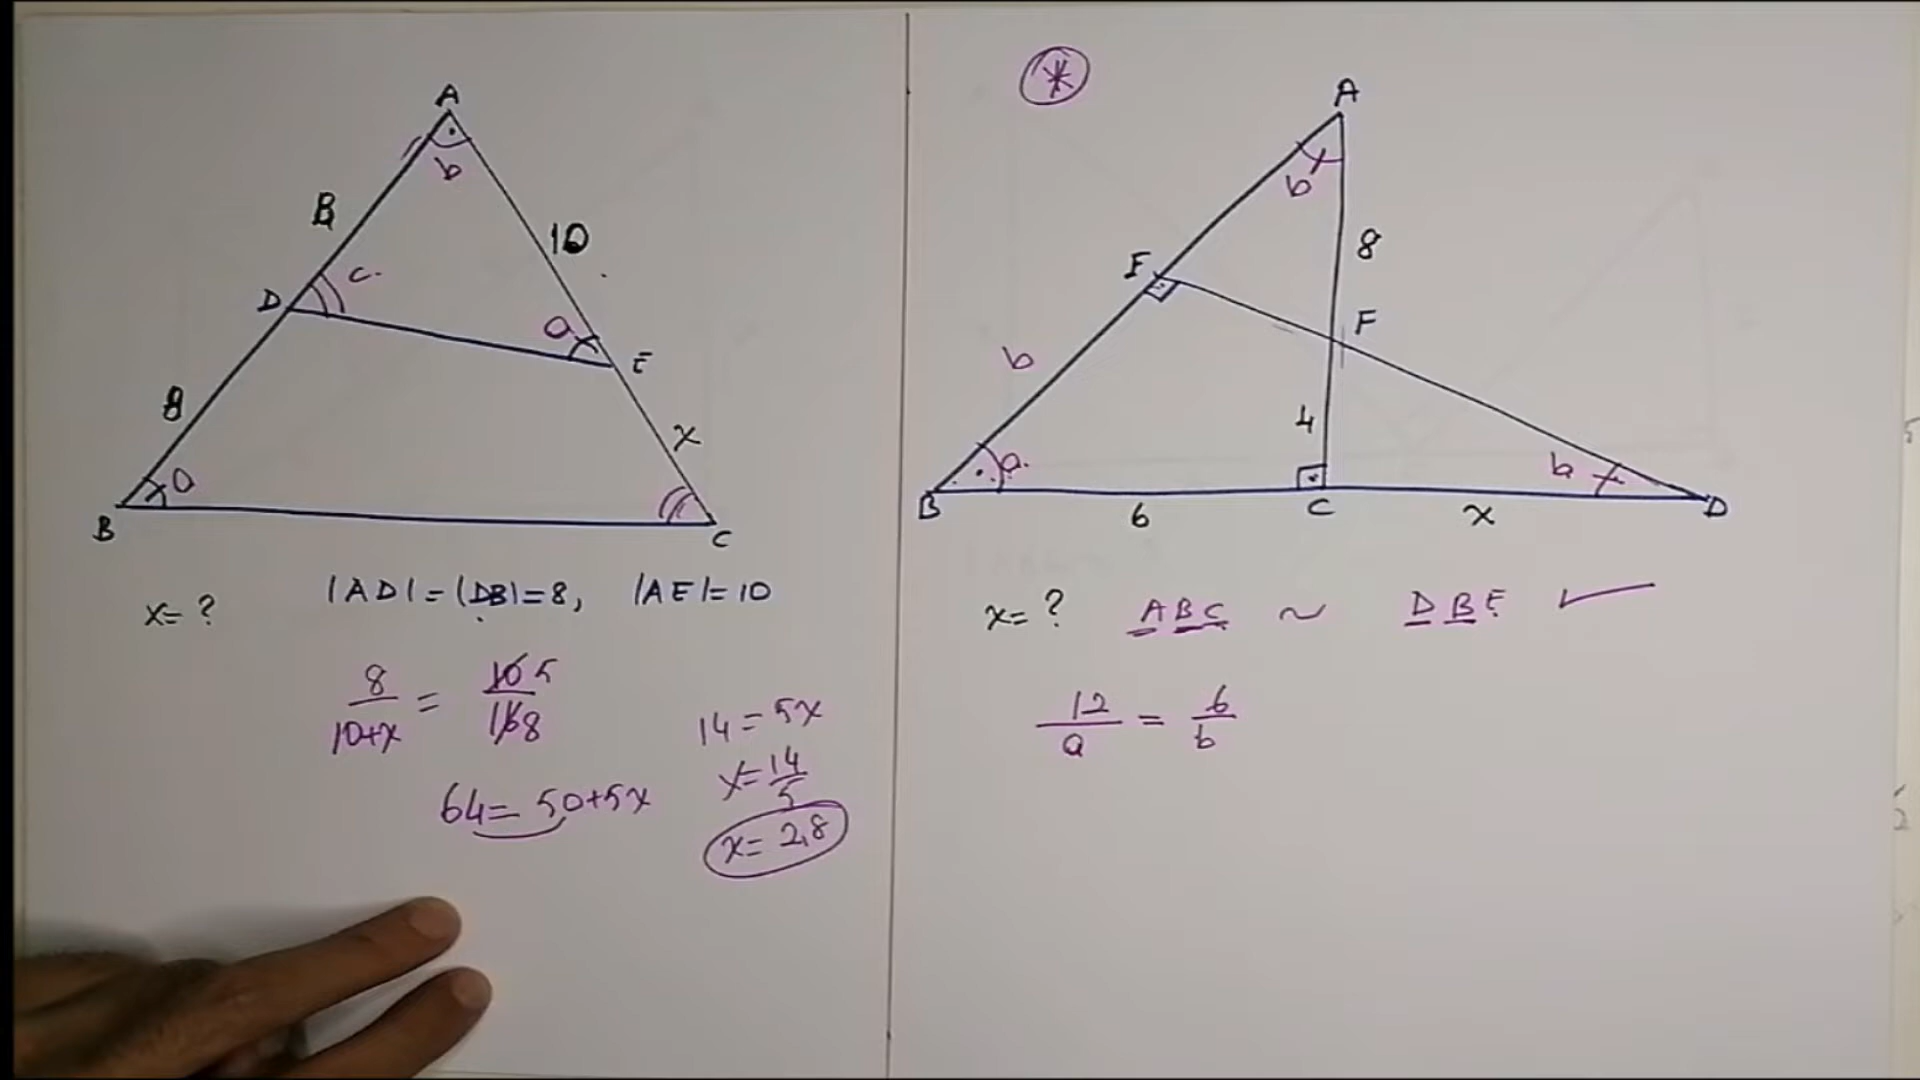 A
b
B
10
c.
D
a
E
8
x
a
B
C
x=? |AD|=|DB|=8, |AE|=10
8/10+x = 10 5/16 8
64= 50+5x
14=5x
x=14/5
x=2,8
*
A
b
8
E
F
b
4
a.
b
B
6
C
x
D
x=? ABC ~ DBE ✓
12/a = 6/b